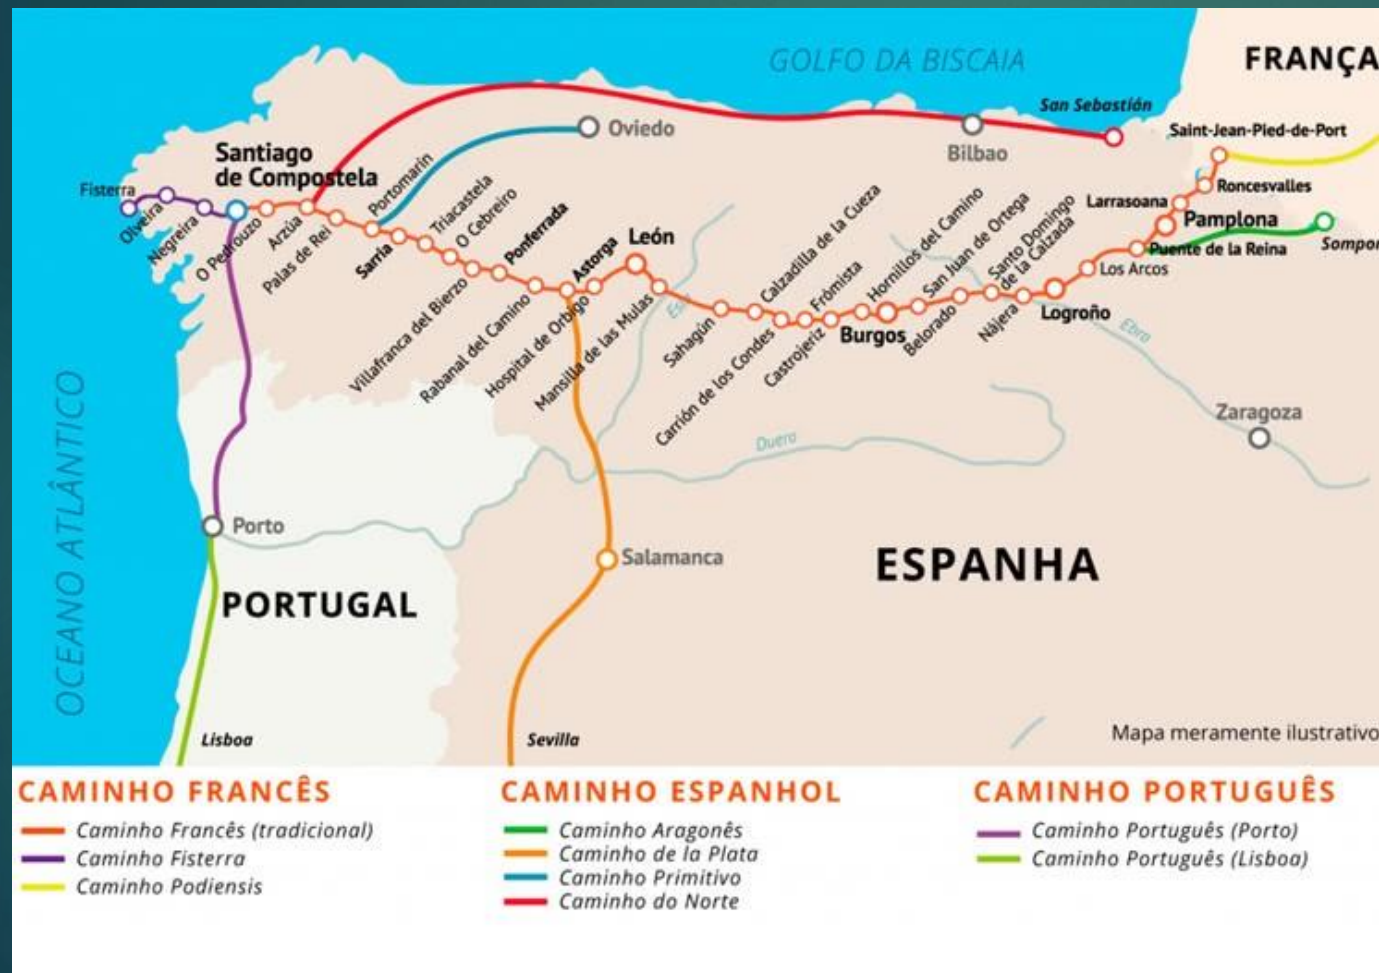 GOLFO DA BISCAIA
FRANÇA
San Sebastión
Oviedo
Bilbao
Saint-Jean-Pied-de-Port
Santiago
de Compostela
Fisterra
Olveira
Negreira
O Pedrouzo
Arzúa
Palas de Rei
Portomarín
Sarria
Triacastela
O Cebreiro
Villafranca del Bierzo
Ponferrada
Rabanal del Camino
Astorga
Hospital de Orbigo
León
Mansilla de las Mulas
Esla
Sahagún
Calzadilla de la Cueza
Carrión de los Condes
Frómista
Castrojeriz
Hornillos del Camino
Burgos
San Juan de Ortega
Belorado
Santo Domingo
de la Calzada
Nájera
Logroño
Los Arcos
Puente de la Reina
Pamplona
Larrasoana
Roncesvalles
Sompor
Ebro
Zaragoza
Duero
OCEANO ATLÂNTICO
Porto
PORTUGAL
Salamanca
ESPANHA
Lisboa
Sevilla
Mapa meramente ilustrativo
CAMINHO FRANCÊS
Caminho Francês (tradicional)
Caminho Fisterra
Caminho Podiensis
CAMINHO ESPANHOL
Caminho Aragonês
Caminho de la Plata
Caminho Primitivo
Caminho do Norte
CAMINHO PORTUGUÊS
Caminho Português (Porto)
Caminho Português (Lisboa)